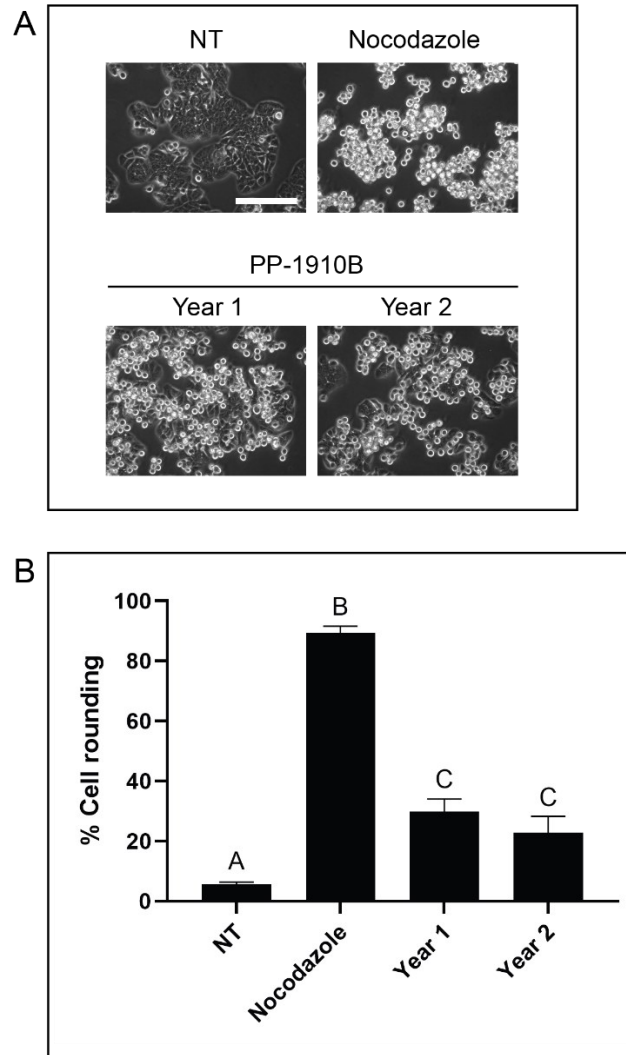 A
NT Nocodazole
PP-1910B
Year 1 Year 2
B
% Cell rounding
100
80
60
40
20
0
A
B
C
C
NT
Nocodazole
Year 1
Year 2